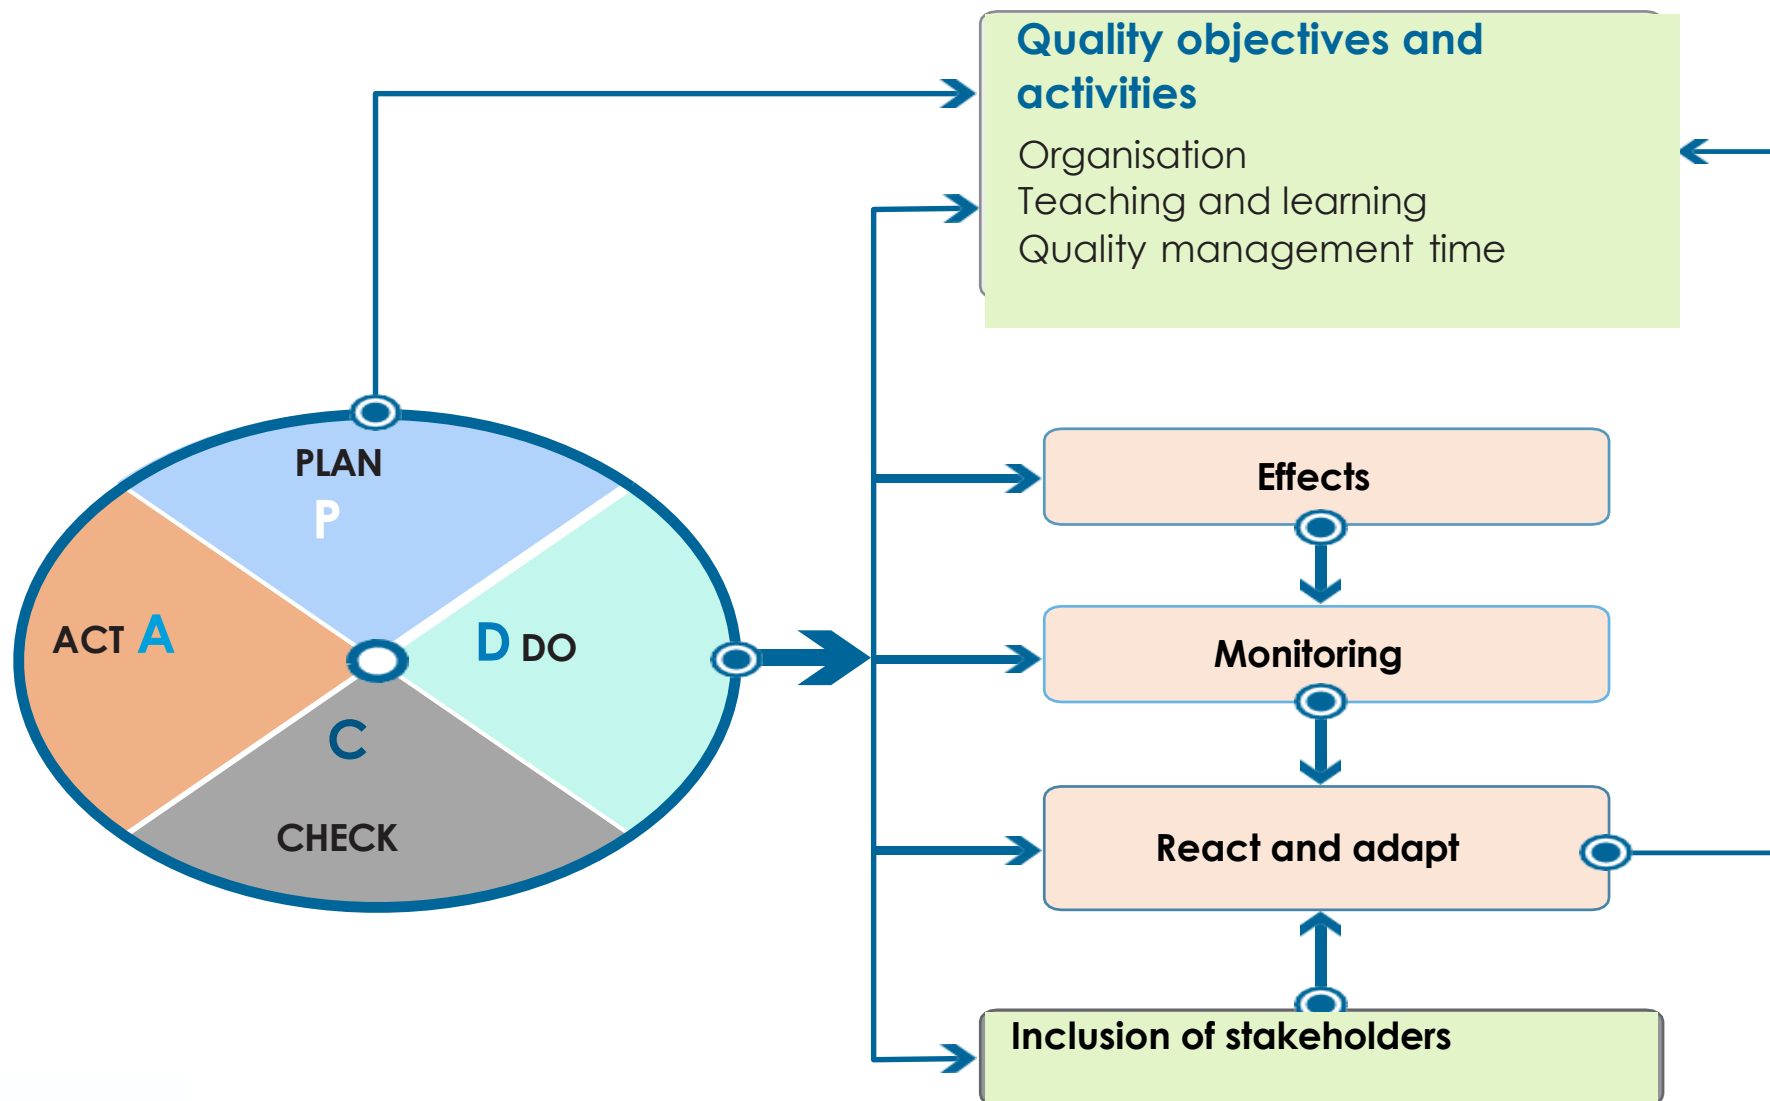 Quality objectives and
activities
Organisation
Teaching and learning
Quality management time
PLAN
P
ACT A
D DO
C
CHECK
Effects
Monitoring
React and adapt
Inclusion of stakeholders